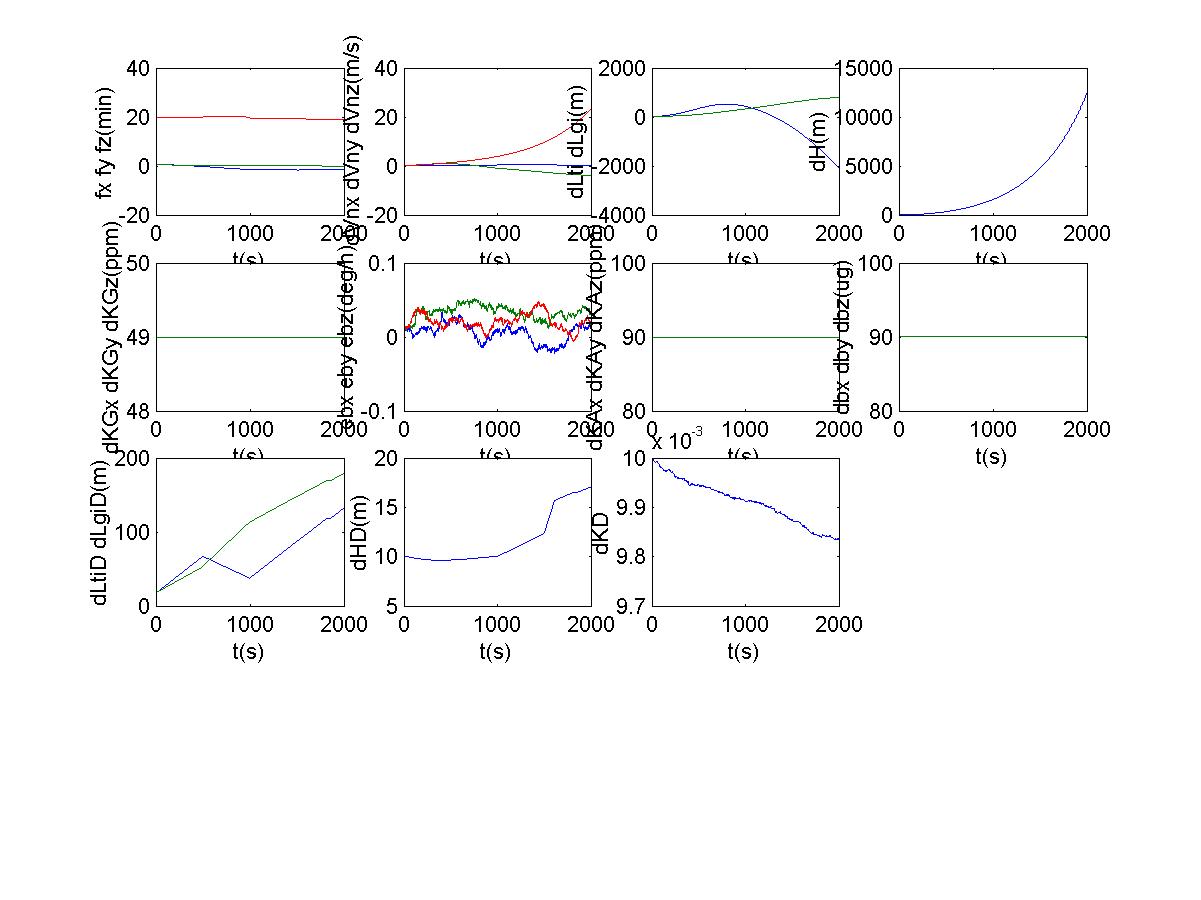 fx fy fz(min)
40
20
0
-20
0 1000 2000
t(s)
dVnx dVny dVnz(m/s)
40
20
0
-20
0 1000 2000
t(s)
dLti dLgi(m)
2000
0
-2000
-4000
0 1000 2000
t(s)
dH(m)
15000
10000
5000
0
0 1000 2000
t(s)
dKGx dKGy dKGz(ppm)
50
49
48
0 1000 2000
t(s)
ebx eby ebz(deg/h)
0.1
0
-0.1
0 1000 2000
t(s)
dKAx dKAy dKAz(ppm)
100
90
80
0 1000 2000
t(s)
dbx dby dbz(ug)
100
90
80
0 1000 2000
t(s)
dLtiD dLgiD(m)
200
100
0
0 1000 2000
t(s)
dHD(m)
20
15
10
5
0 1000 2000
t(s)
dKD
x 10-3
10
9.9
9.8
9.7
0 1000 2000
t(s)